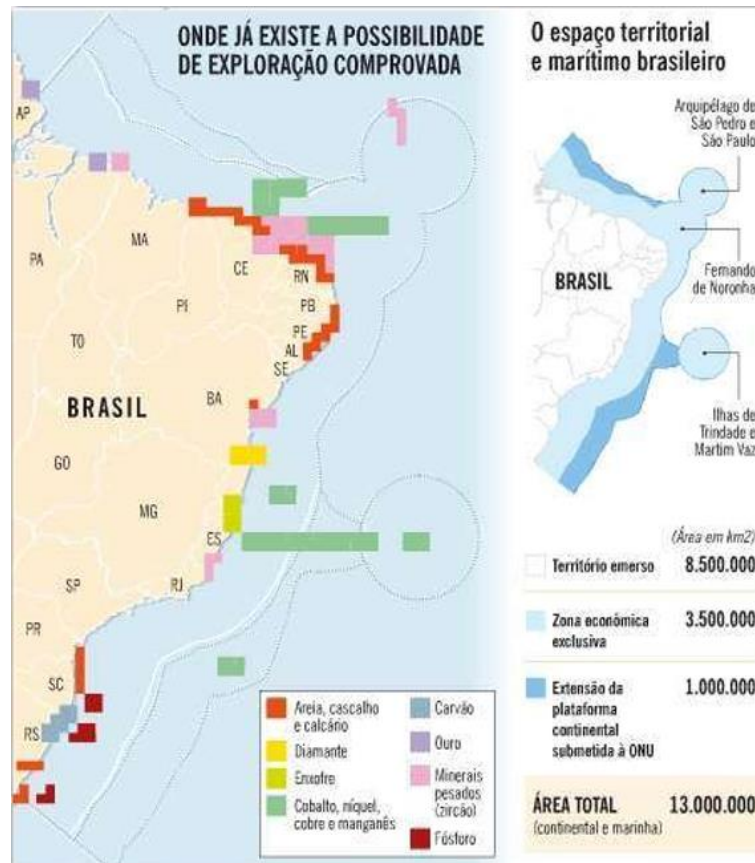 ONDE JÁ EXISTE A POSSIBILIDADE
DE EXPLORAÇÃO COMPROVADA
AP
PA
MA
CE
RN
PI
PB
PE
AL
SE
TO
BA
BRASIL
GO
MG
ES
SP
RJ
PR
SC
RS
Areia, cascalho
e calcário
Diamante
Enxofre
Cobalto, níquel,
cobre e manganês
Carvão
Ouro
Minerais
pesados
(zircão)
Fósforo
O espaço territorial
e marítimo brasileiro
Arquipélago de
São Pedro e
São Paulo
BRASIL
Fernando
de Noronha
Ilhas de
Trindade e
Martim Vaz
(Área em km2)
Território emerso 8.500.000
Zona econômica 3.500.000
exclusiva
Extensão da 1.000.000
plataforma
continental
submetida à ONU
ÁREA TOTAL 13.000.000
(continental e marinha)